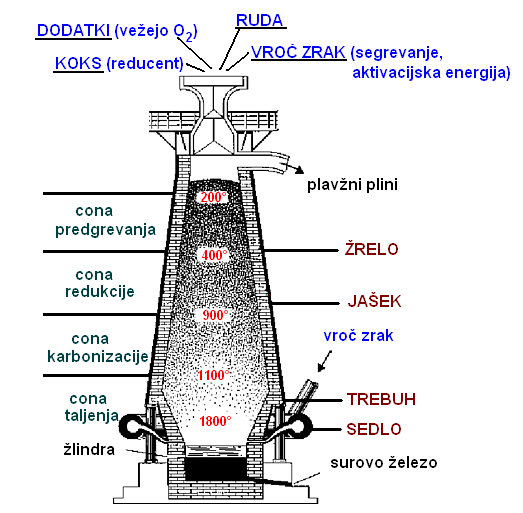 RUDA
DODATKI (vežejo O2)
VROČ ZRAK (segrevanje,
aktivacijska energija)
KOKS (reducent)
plavžni plini
200°
cona
predgrevanja
ŽRELO
400°
cona
redukcije
JAŠEK
900°
vroč zrak
cona
karbonizacije
1100°
cona
taljenja
TREBUH
1800°
SEDLO
žlindra
surovo železo